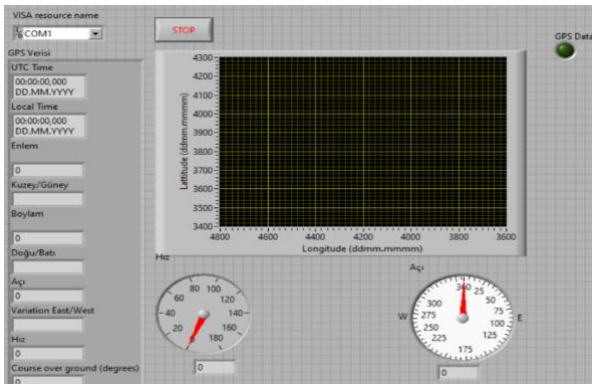 VISA resource name
COM1
STOP
GPS Data
GPS Verisi
UTC Time
00:00:00,000
DD.MM.YYYY
Local Time
00:00:00,000
DD.MM.YYYY
Enlem
0
Kuzey/Güney
Boylam
0
Doğu/Batı
Açı
0
Variation East/West
Hız
0
Course over ground (degrees)
0
Lattitude (ddmm.mmmm)
4300
4200
4100
4000
3900
3800
3700
3600
3500
3400
4800 4600 4400 4200 4000 3800 3600
Longitude (ddmm.mmmm)
Hız
20 40 60 80 100 120 140 160 180
0
Açı
W
E
360 25 50 75 100 125 175 225 250 275 300
0